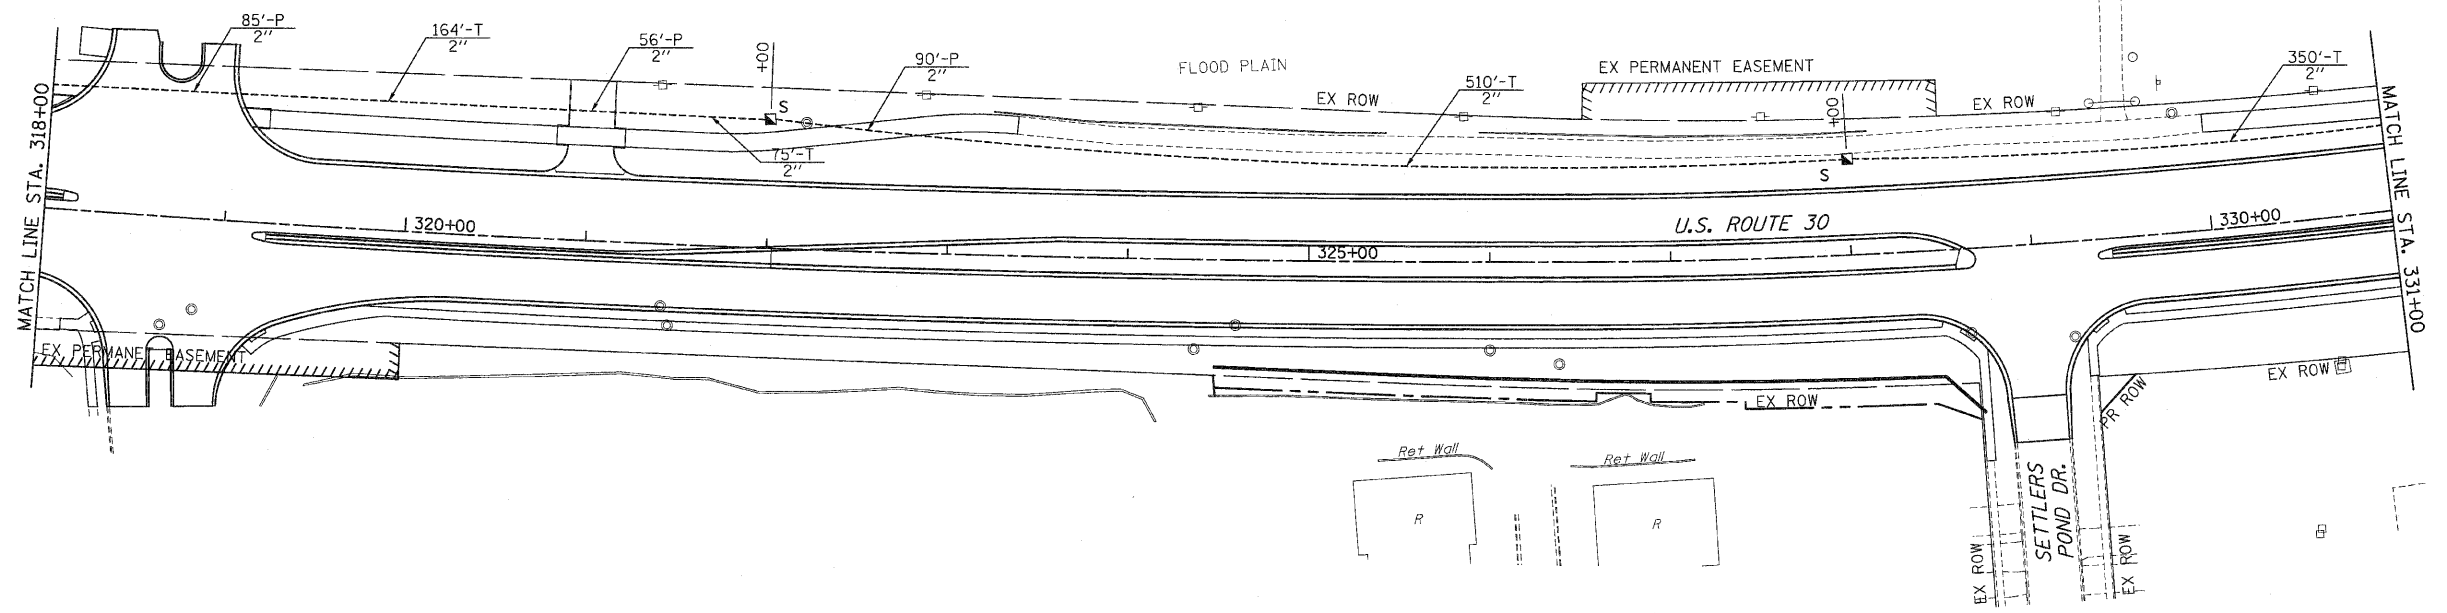 85'-P
2"
164'-T
2"
56'-P
2"
+00
S
90'-P
2"
75'-T
2"
FLOOD PLAIN
EX ROW
510'-T
2"
EX PERMANENT EASEMENT
+00
S
EX ROW
350'-T
2"
MATCH LINE STA. 318+00
MATCH LINE STA. 331+00
320+00
325+00
U.S. ROUTE 30
330+00
EX PERMANET EASEMENT
EX ROW
EX ROW
PR ROW
Ret Wall
Ret Wall
R
R
SETTLERS
POND DR.
EX ROW
EX ROW